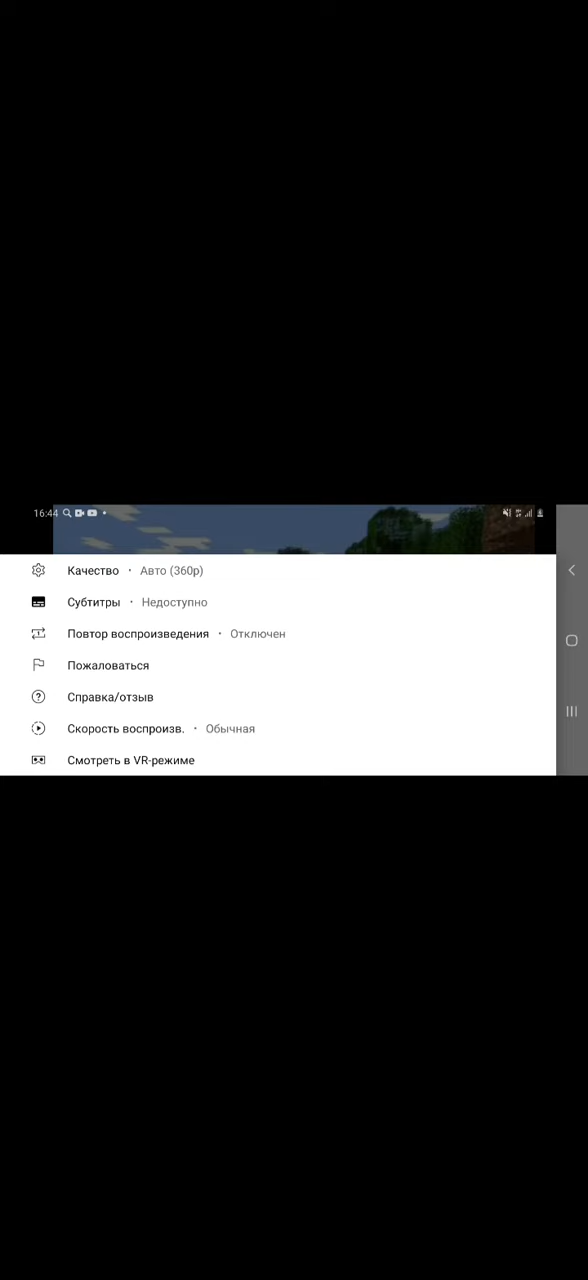 16:44
Качество · Авто (360p)
Субтитры · Недоступно
Повтор воспроизведения · Отключен
Пожаловаться
Справка/отзыв
Скорость воспроизв. · Обычная
Смотреть в VR-режиме